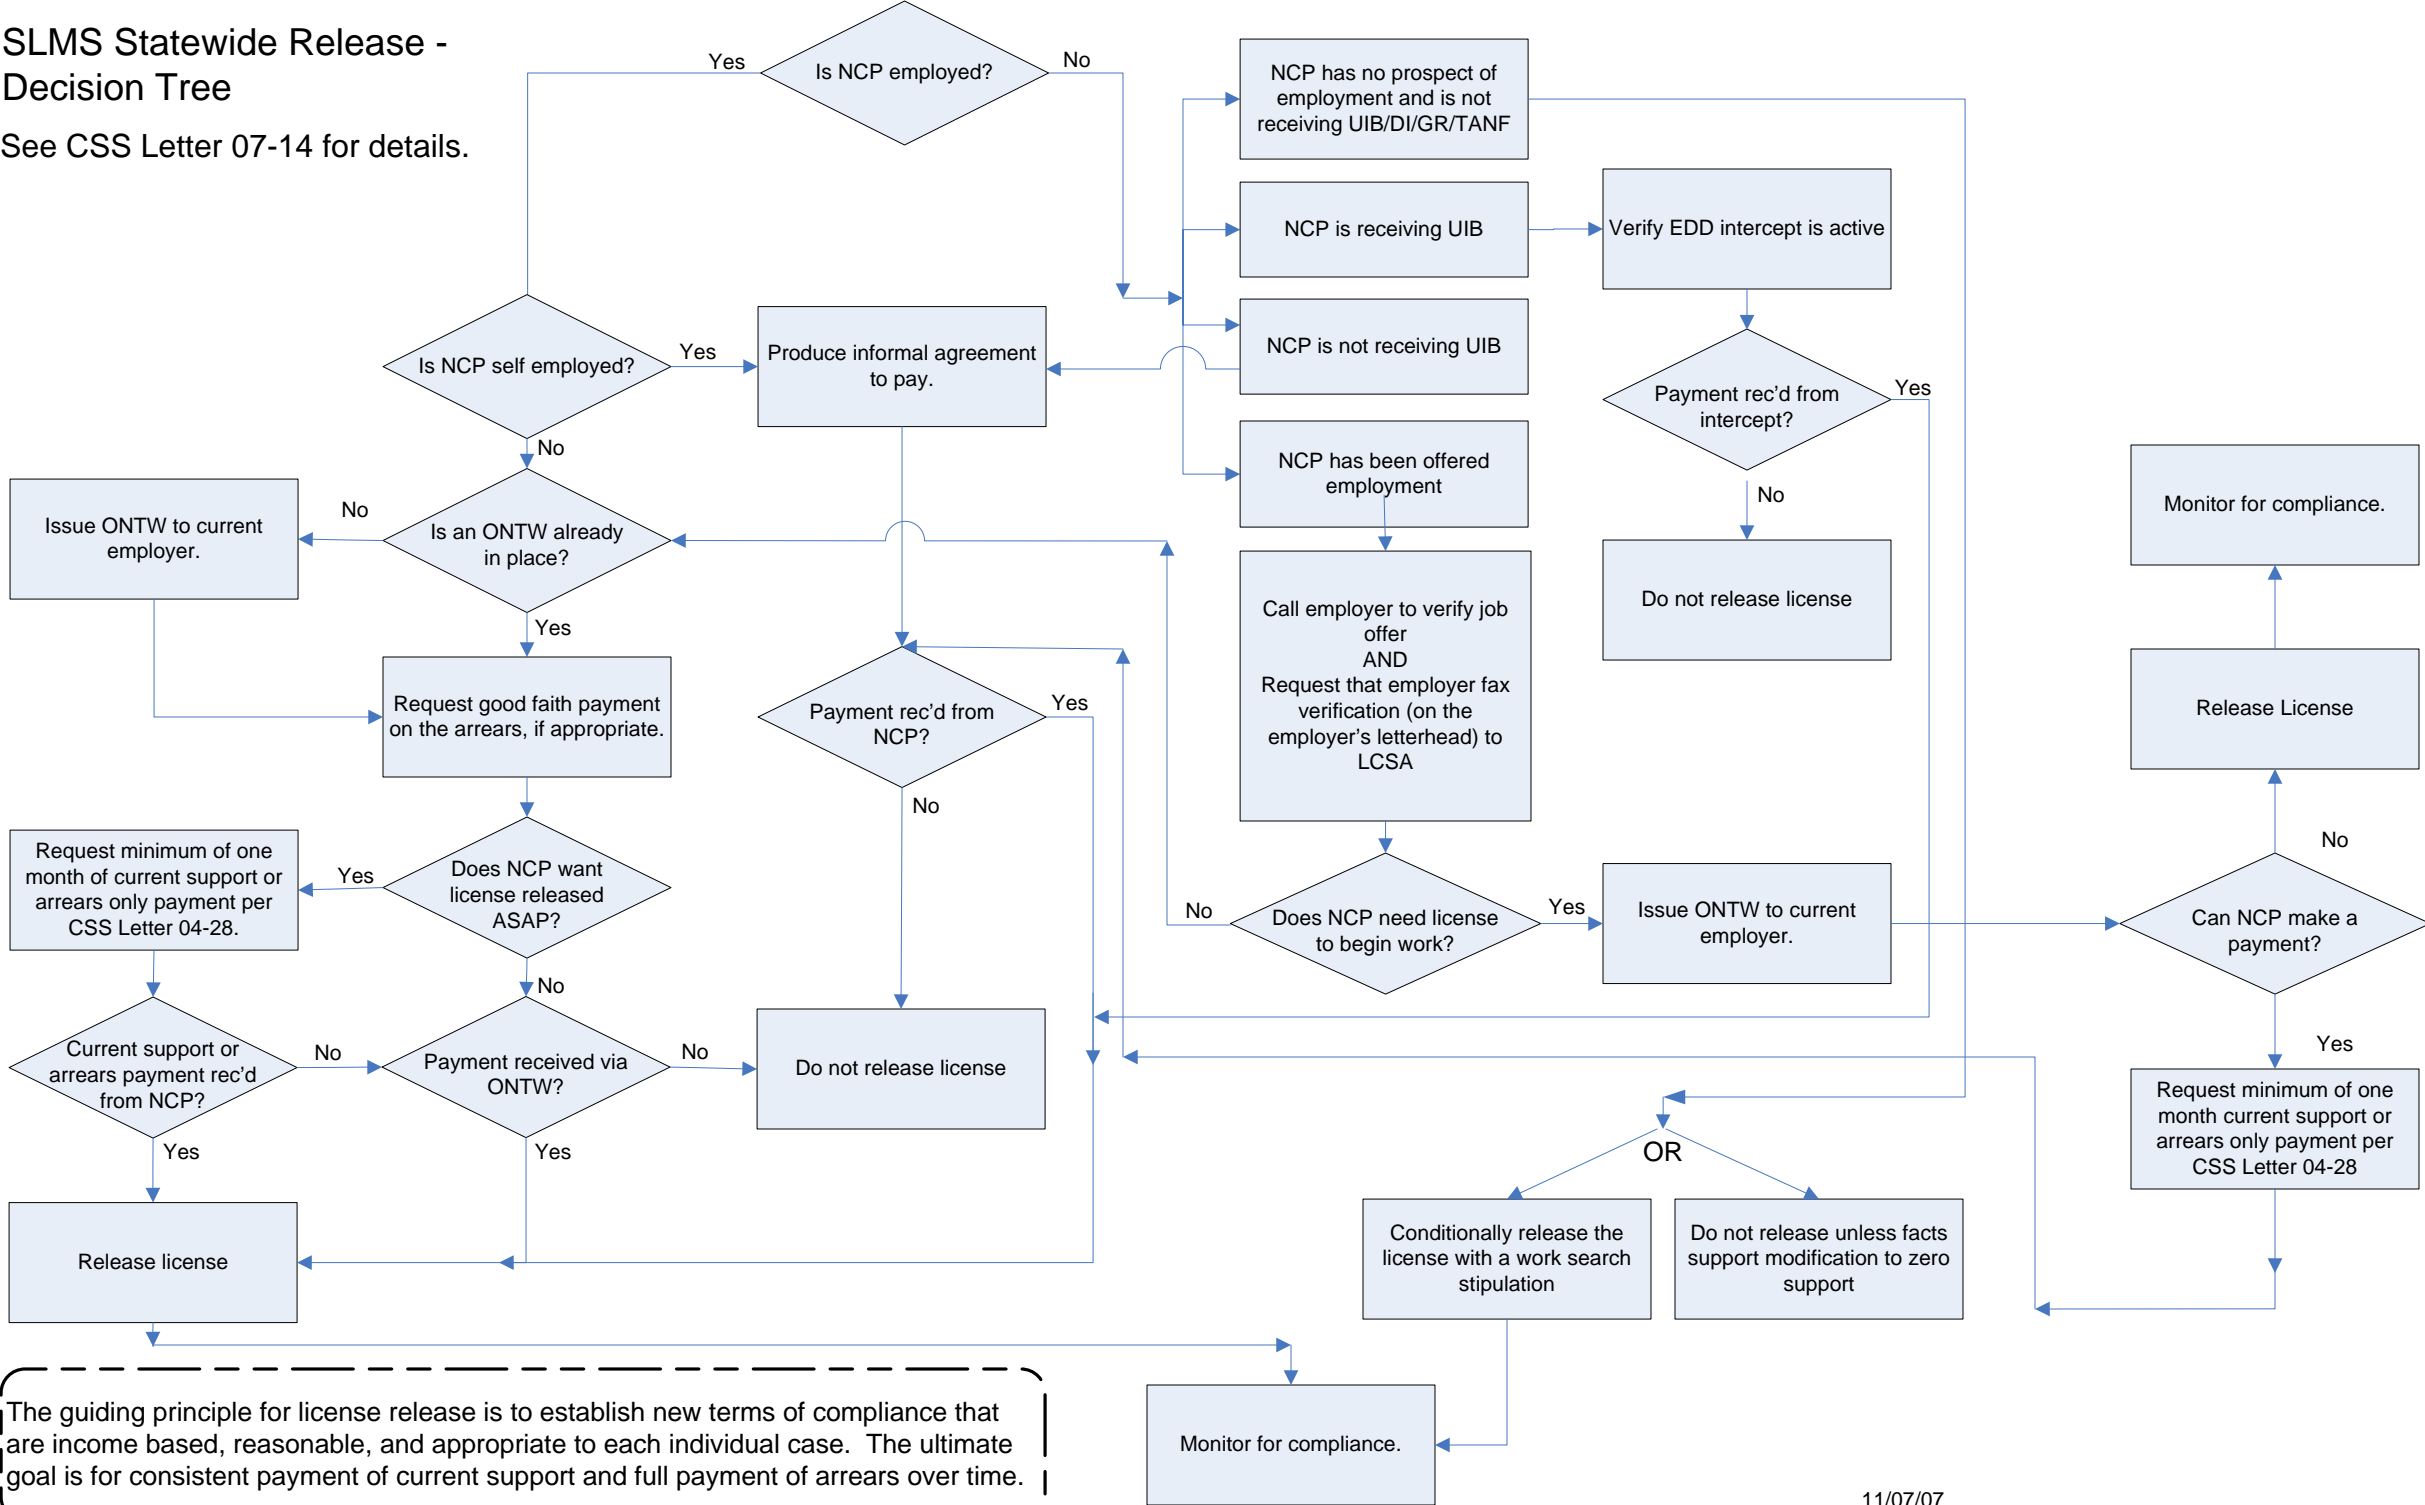 SLMS Statewide Release -
Decision Tree
See CSS Letter 07-14 for details.
Is NCP employed?
Yes
No
NCP has no prospect of
employment and is not
receiving UIB/DI/GR/TANF
NCP is receiving UIB
Verify EDD intercept is active
NCP is not receiving UIB
Is NCP self employed?
Yes
No
Produce informal agreement
to pay.
Payment rec’d from
intercept?
Yes
No
NCP has been offered
employment
Do not release license
Monitor for compliance.
Issue ONTW to current
employer.
No
Is an ONTW already
in place?
Yes
Call employer to verify job
offer
AND
Request that employer fax
verification (on the
employer’s letterhead) to
LCSA
Request good faith payment
on the arrears, if appropriate.
Payment rec’d from
NCP?
Yes
No
Release License
Request minimum of one
month of current support or
arrears only payment per
CSS Letter 04-28.
Yes
Does NCP want
license released
ASAP?
No
No
Does NCP need license
to begin work?
Yes
Issue ONTW to current
employer.
No
Can NCP make a
payment?
Yes
Current support or
arrears payment rec’d
from NCP?
No
Yes
Payment received via
ONTW?
No
Yes
Do not release license
Request minimum of one
month current support or
arrears only payment per
CSS Letter 04-28
OR
Release license
Conditionally release the
license with a work search
stipulation
Do not release unless facts
support modification to zero
support
Monitor for compliance.
The guiding principle for license release is to establish new terms of compliance that
are income based, reasonable, and appropriate to each individual case.  The ultimate
goal is for consistent payment of current support and full payment of arrears over time.
11/07/07